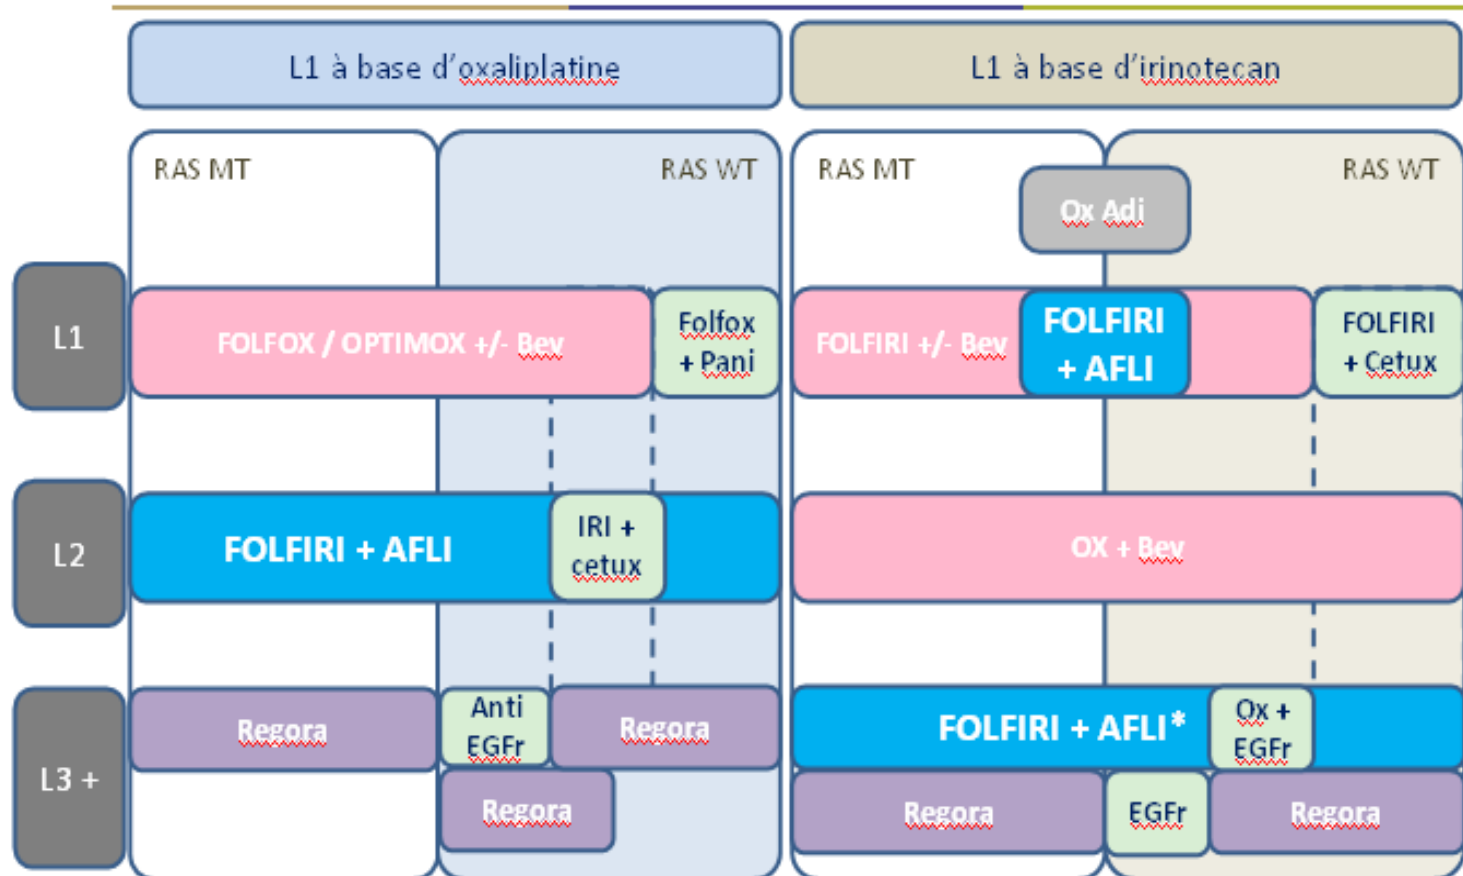 L1 à base d'oxaliplatine
L1 à base d'irinotecan
RAS MT
RAS WT
RAS MT
RAS WT
Ox Adj
L1
FOLFOX / OPTIMOX +/- Bev
Folfox
+ Pani
FOLFIRI +/- Bev
FOLFIRI
+ AFLI
FOLFIRI
+ Cetux
L2
FOLFIRI + AFLI
IRI +
cetux
OX + Bev
L3 +
Regora
Anti
EGFr
Regora
FOLFIRI + AFLI*
Ox +
EGFr
Regora
Regora
EGFr
Regora